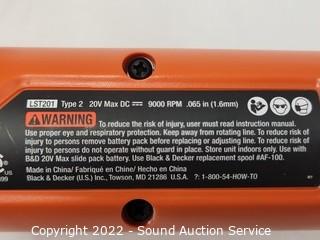 LST201 Type 2 20V Max DC 9000 RPM .065 in (1.6mm)
WARNING To reduce the risk of injury, user must read instruction manual.
Use proper eye and respiratory protection. Keep away from rotating line. To reduce risk of
injury to persons remove battery pack before repairing or adjusting. To reduce risk of
injury to persons do not operate without guard in place. Store unit indoors only. Use with
B&D 20V Max slide pack battery. Use Black & Decker replacement spool #AF-100.
Made in China/ Fabriqué en Chine/ Hecho en China
Black & Decker (U.S.) Inc., Towson, MD 21286 U.S.A. ?: 1-800-54-HOW-TO
US
Copyright 2022 - Sound Auction Service